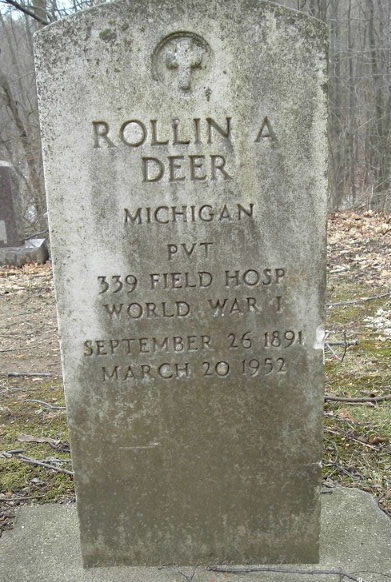 ROLLIN A
DEER
MICHIGAN
PVT
339 FIELD HOSP
WORLD WAR I
SEPTEMBER 26 1891
MARCH 20 1952